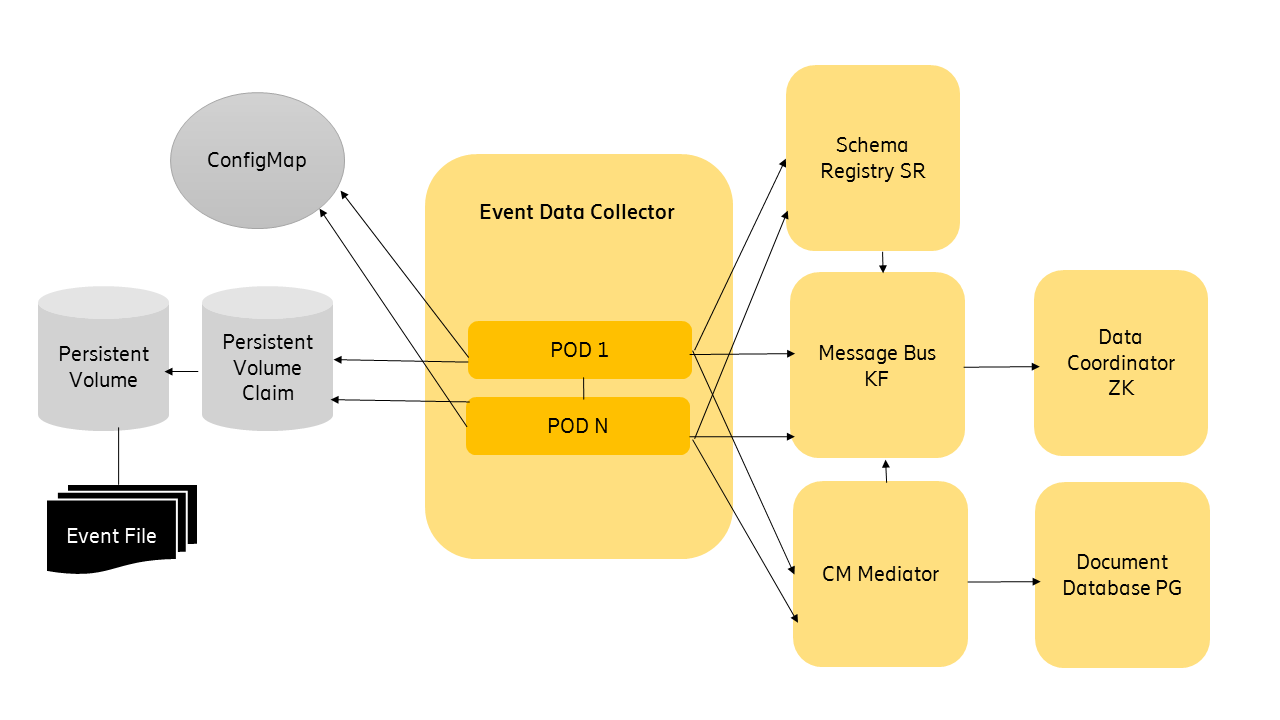 ConfigMap
Event Data Collector
Schema
Registry SR
Persistent
Volume
Persistent
Volume
Claim
POD 1
POD N
Message Bus
KF
Data
Coordinator
ZK
Event File
CM Mediator
Document
Database PG